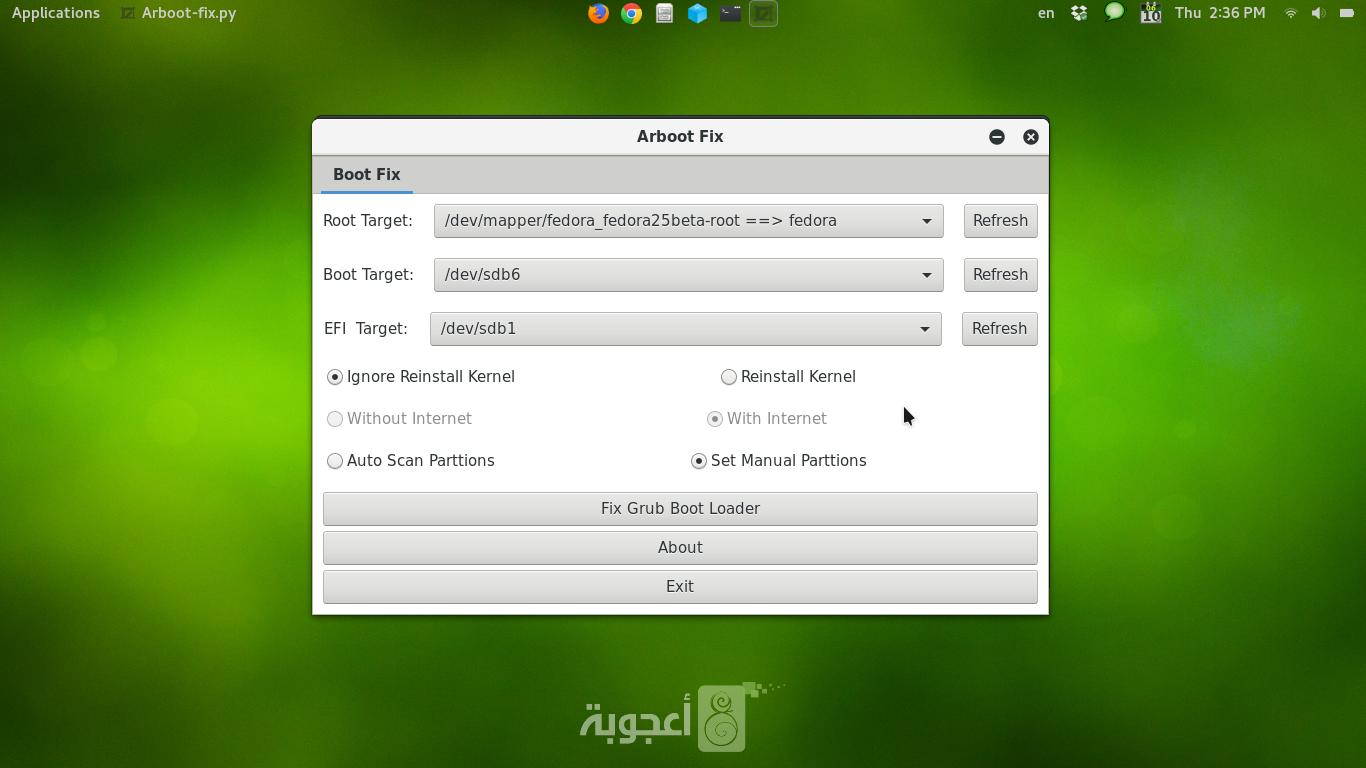 Applications Arboot-fix.py en 06 10 Thu 2:36 PM
Arboot Fix
Boot Fix
Root Target: /dev/mapper/fedora_fedora25beta-root ==> fedora Refresh
Boot Target: /dev/sdb6 Refresh
EFI Target: /dev/sdb1 Refresh
Ignore Reinstall Kernel Reinstall Kernel
Without Internet With Internet
Auto Scan Parttions Set Manual Parttions
Fix Grub Boot Loader
About
Exit
أعجوبة